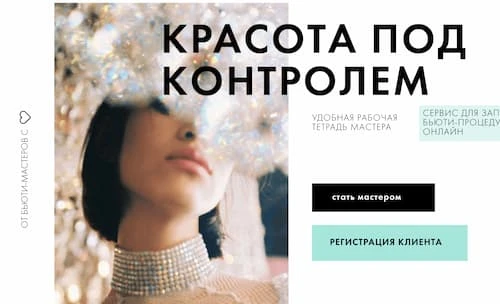 КРАСОТА ПОД
КОНТРОЛЕМ
УДОБНАЯ РАБОЧАЯ
ТЕТРАДЬ МАСТЕРА
СЕРВИС ДЛЯ ЗАП
БЬЮТИ-ПРОЦЕДУ
ОНЛАЙН
ОТ БЬЮТИ-МАСТЕРОВ С
стать мастером
РЕГИСТРАЦИЯ КЛИЕНТА